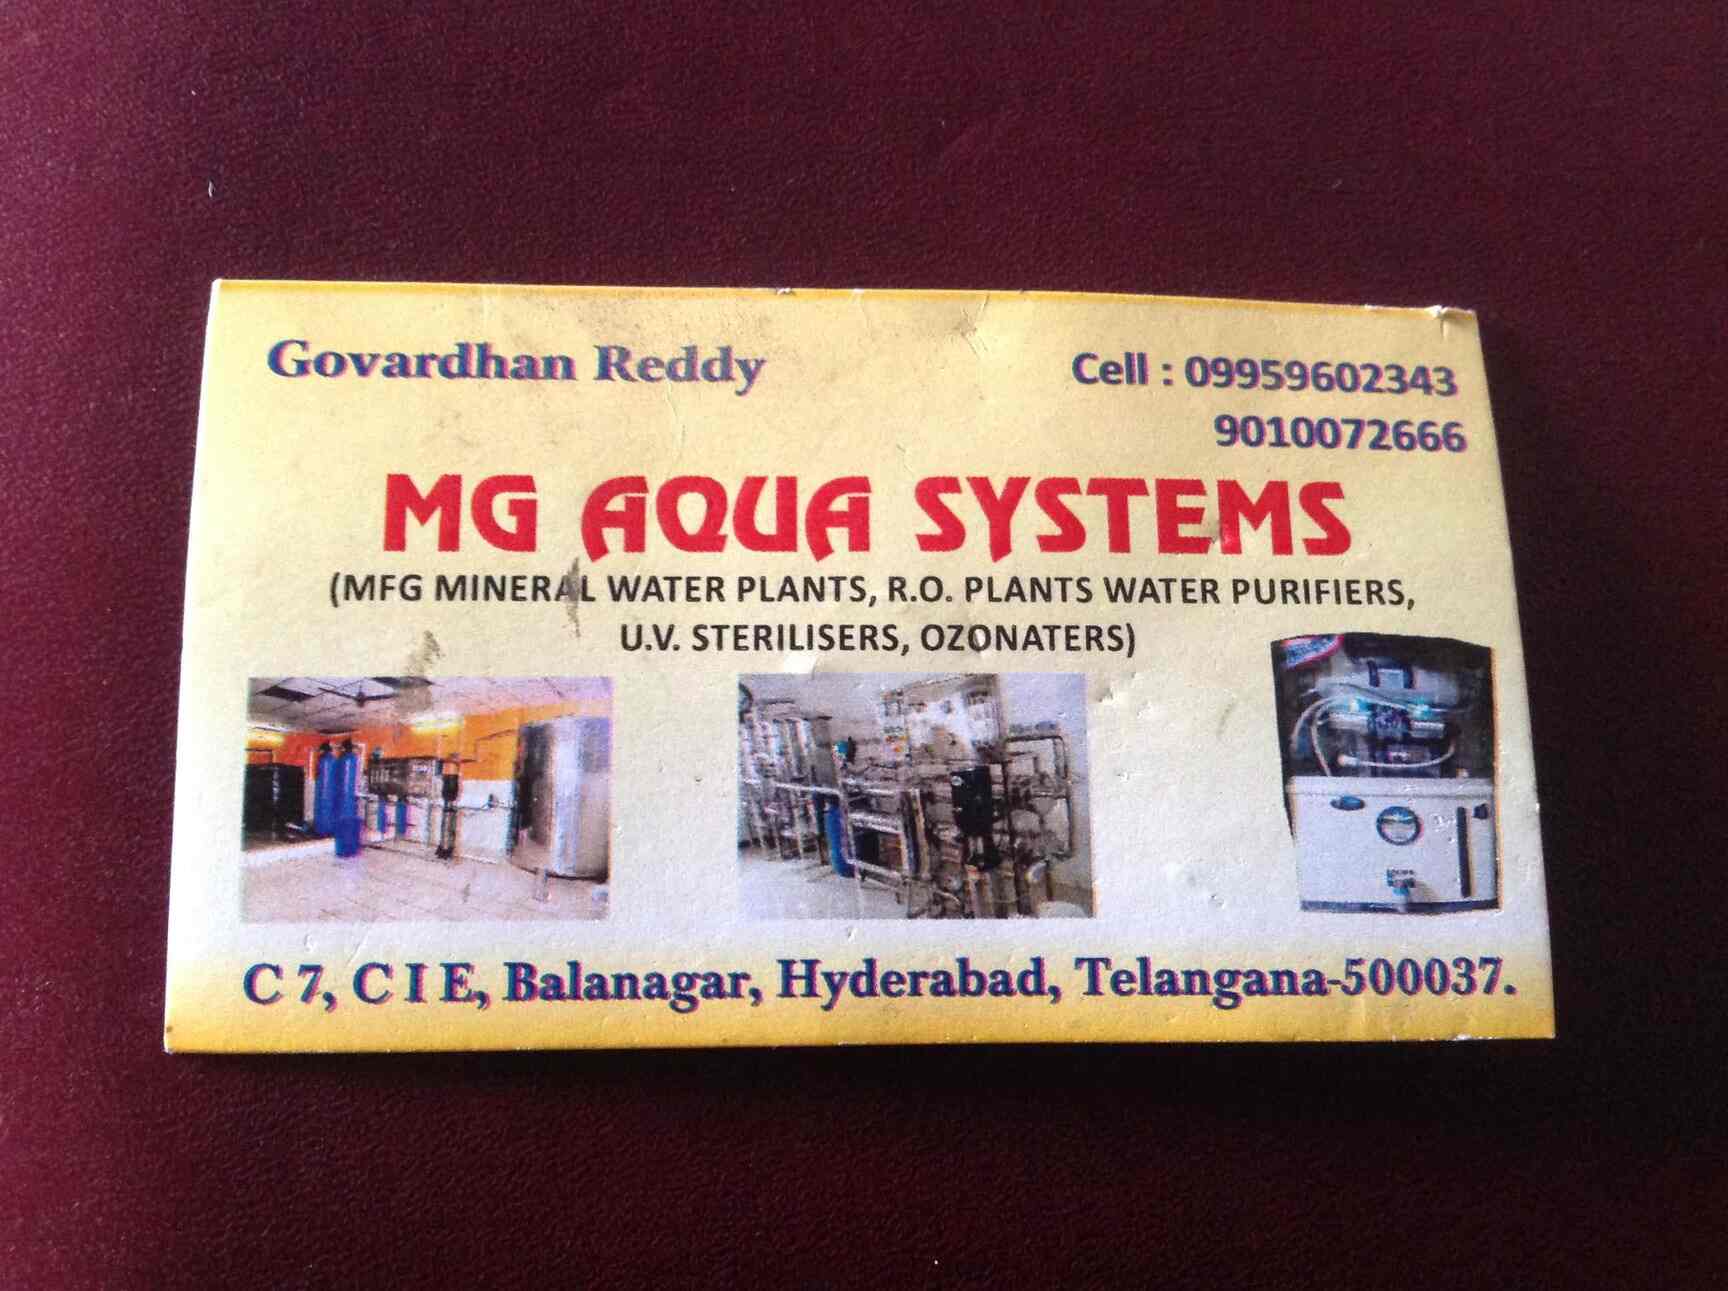 Govardhan Reddy
Cell : 09959602343
9010072666
MG AQUA SYSTEMS
(MFG MINERAL WATER PLANTS, R.O. PLANTS WATER PURIFIERS,
U.V. STERILISERS, OZONATERS)
C 7, C I E, Balanagar, Hyderabad, Telangana-500037.